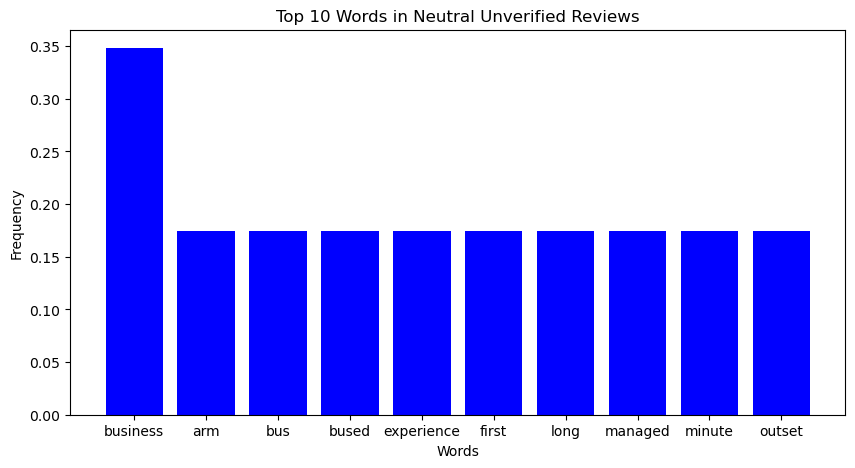 Top 10 Words in Neutral Unverified Reviews
Frequency
0.35
0.30
0.25
0.20
0.15
0.10
0.05
0.00
business arm bus bused experience first long managed minute outset
Words